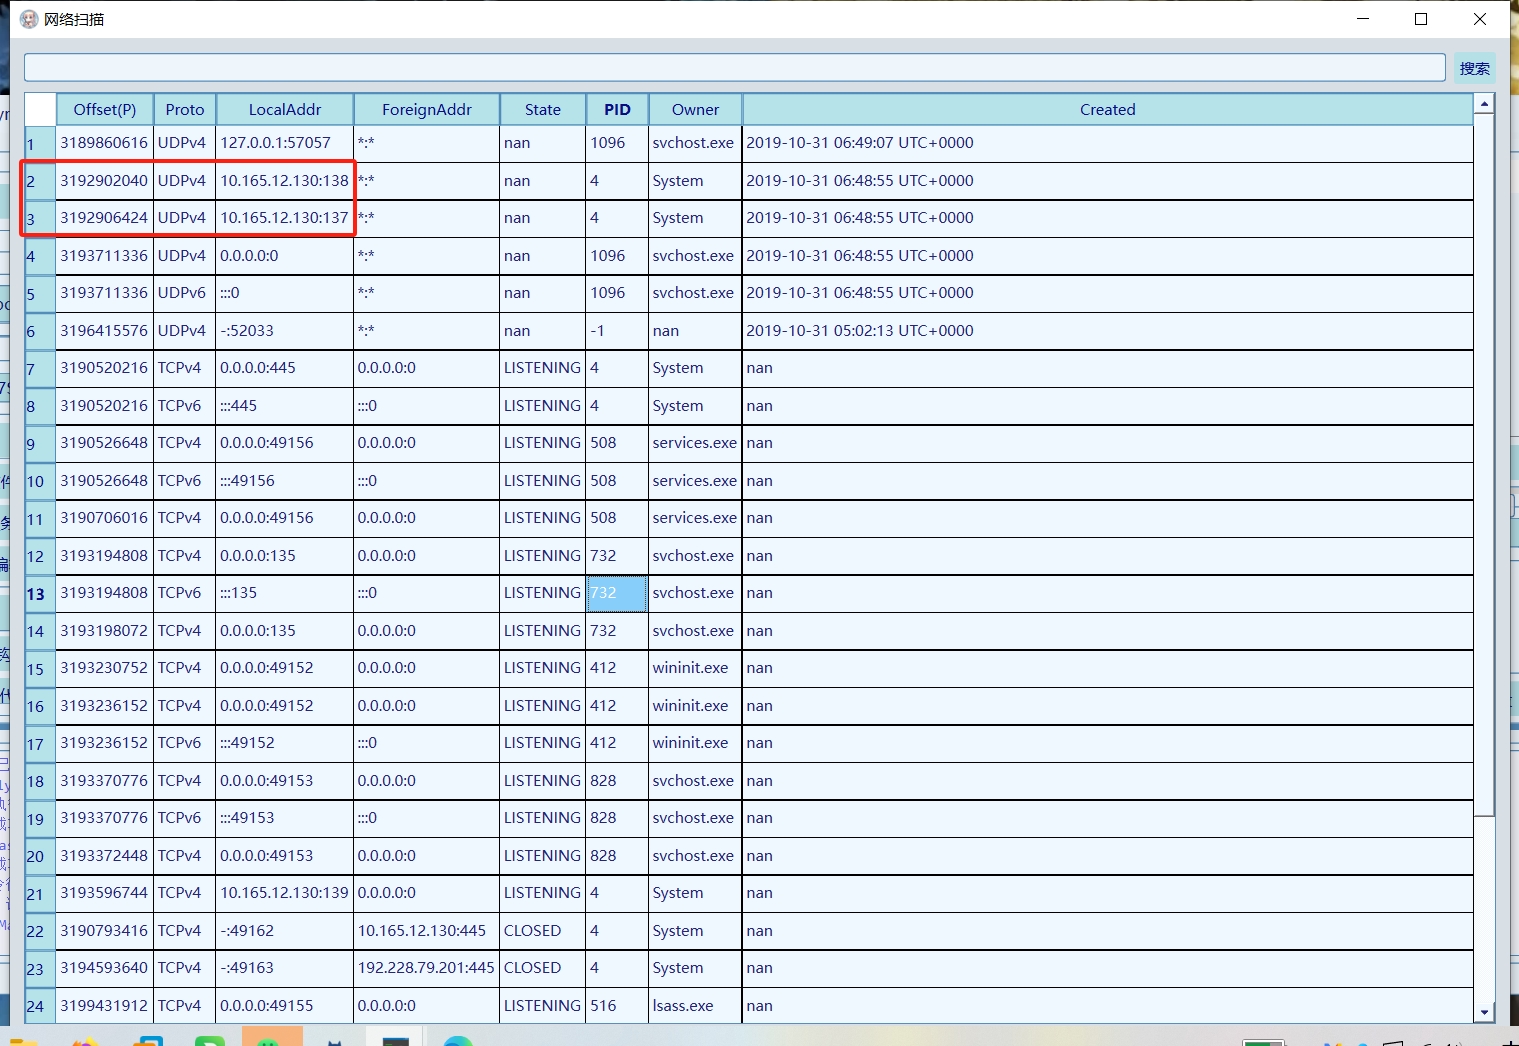 网络扫描
搜索
Offset(P) Proto LocalAddr ForeignAddr State PID Owner Created
1 3189860616 UDPv4 127.0.0.1:57057 *:* nan 1096 svchost.exe 2019-10-31 06:49:07 UTC+0000
2 3192902040 UDPv4 10.165.12.130:138 *:* nan 4 System 2019-10-31 06:48:55 UTC+0000
3 3192906424 UDPv4 10.165.12.130:137 *:* nan 4 System 2019-10-31 06:48:55 UTC+0000
4 3193711336 UDPv4 0.0.0.0:0 *:* nan 1096 svchost.exe 2019-10-31 06:48:55 UTC+0000
5 3193711336 UDPv6 :::0 *:* nan 1096 svchost.exe 2019-10-31 06:48:55 UTC+0000
6 3196415576 UDPv4 -:52033 *:* nan -1 nan 2019-10-31 05:02:13 UTC+0000
7 3190520216 TCPv4 0.0.0.0:445 0.0.0.0:0 LISTENING 4 System nan
8 3190520216 TCPv6 :::445 :::0 LISTENING 4 System nan
9 3190526648 TCPv4 0.0.0.0:49156 0.0.0.0:0 LISTENING 508 services.exe nan
10 3190526648 TCPv6 :::49156 :::0 LISTENING 508 services.exe nan
11 3190706016 TCPv4 0.0.0.0:49156 0.0.0.0:0 LISTENING 508 services.exe nan
12 3193194808 TCPv4 0.0.0.0:135 0.0.0.0:0 LISTENING 732 svchost.exe nan
13 3193194808 TCPv6 :::135 :::0 LISTENING 732 svchost.exe nan
14 3193198072 TCPv4 0.0.0.0:135 0.0.0.0:0 LISTENING 732 svchost.exe nan
15 3193230752 TCPv4 0.0.0.0:49152 0.0.0.0:0 LISTENING 412 wininit.exe nan
16 3193236152 TCPv4 0.0.0.0:49152 0.0.0.0:0 LISTENING 412 wininit.exe nan
17 3193236152 TCPv6 :::49152 :::0 LISTENING 412 wininit.exe nan
18 3193370776 TCPv4 0.0.0.0:49153 0.0.0.0:0 LISTENING 828 svchost.exe nan
19 3193370776 TCPv6 :::49153 :::0 LISTENING 828 svchost.exe nan
20 3193372448 TCPv4 0.0.0.0:49153 0.0.0.0:0 LISTENING 828 svchost.exe nan
21 3193596744 TCPv4 10.165.12.130:139 0.0.0.0:0 LISTENING 4 System nan
22 3190793416 TCPv4 -:49162 10.165.12.130:445 CLOSED 4 System nan
23 3194593640 TCPv4 -:49163 192.228.79.201:445 CLOSED 4 System nan
24 3199431912 TCPv4 0.0.0.0:49155 0.0.0.0:0 LISTENING 516 lsass.exe nan